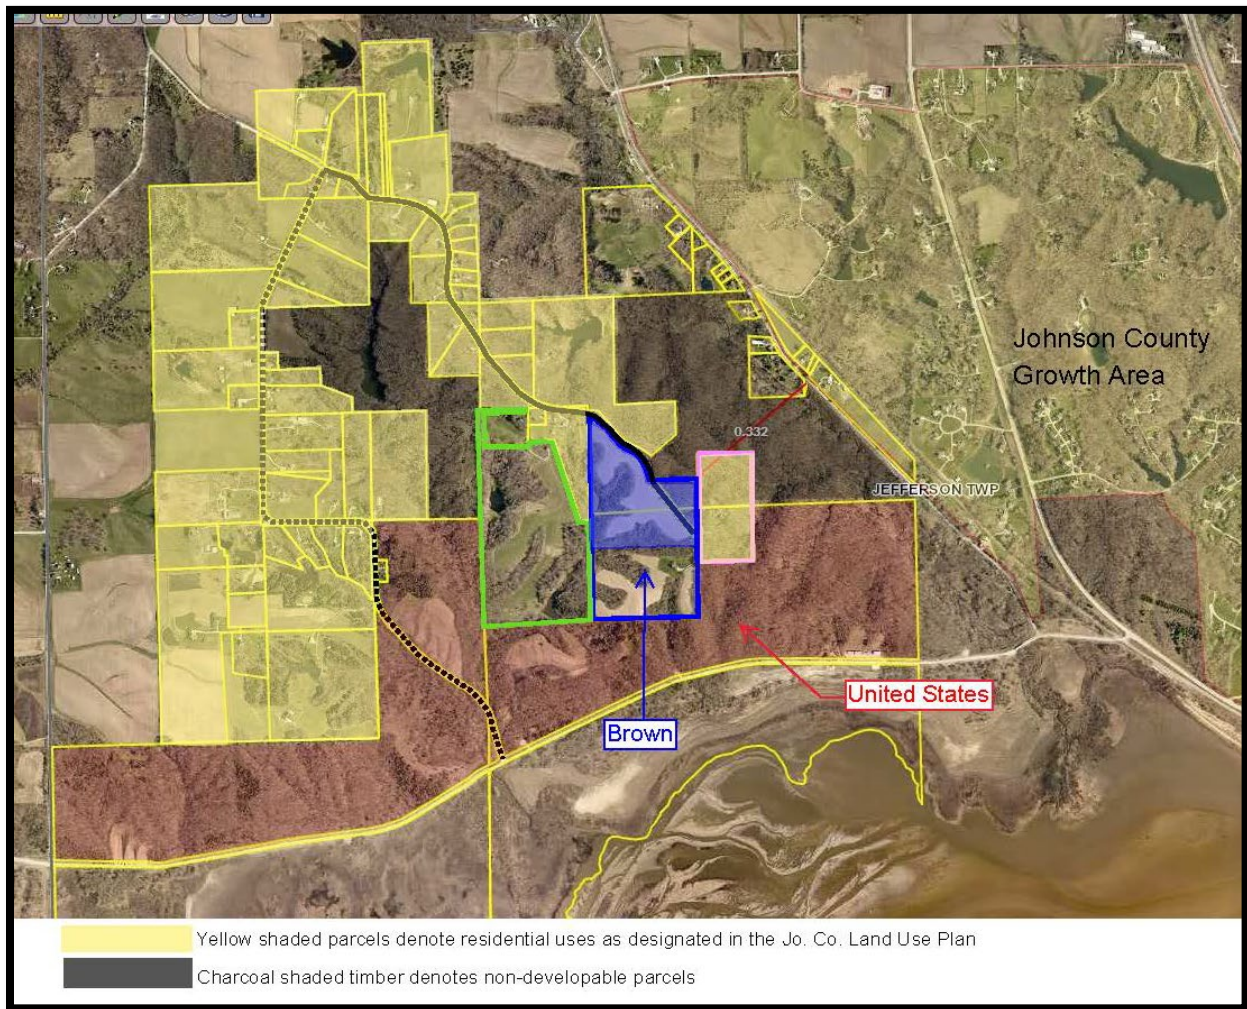 Johnson County
Growth Area
0.332
JEFFERSON TWP
United States
Brown
Yellow shaded parcels denote residential uses as designated in the Jo. Co. Land Use Plan
Charcoal shaded timber denotes non-developable parcels